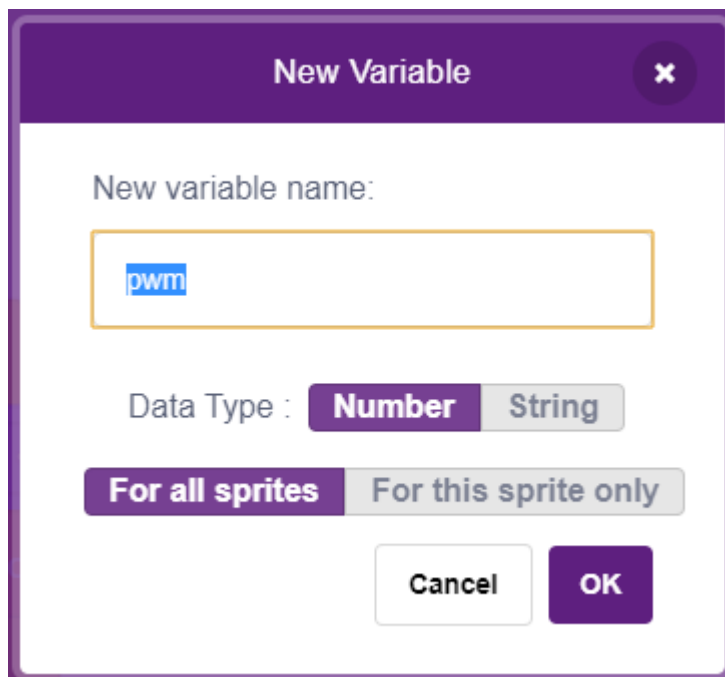 New Variable
New variable name:
pwm
Data Type : Number String
For all sprites For this sprite only
Cancel OK